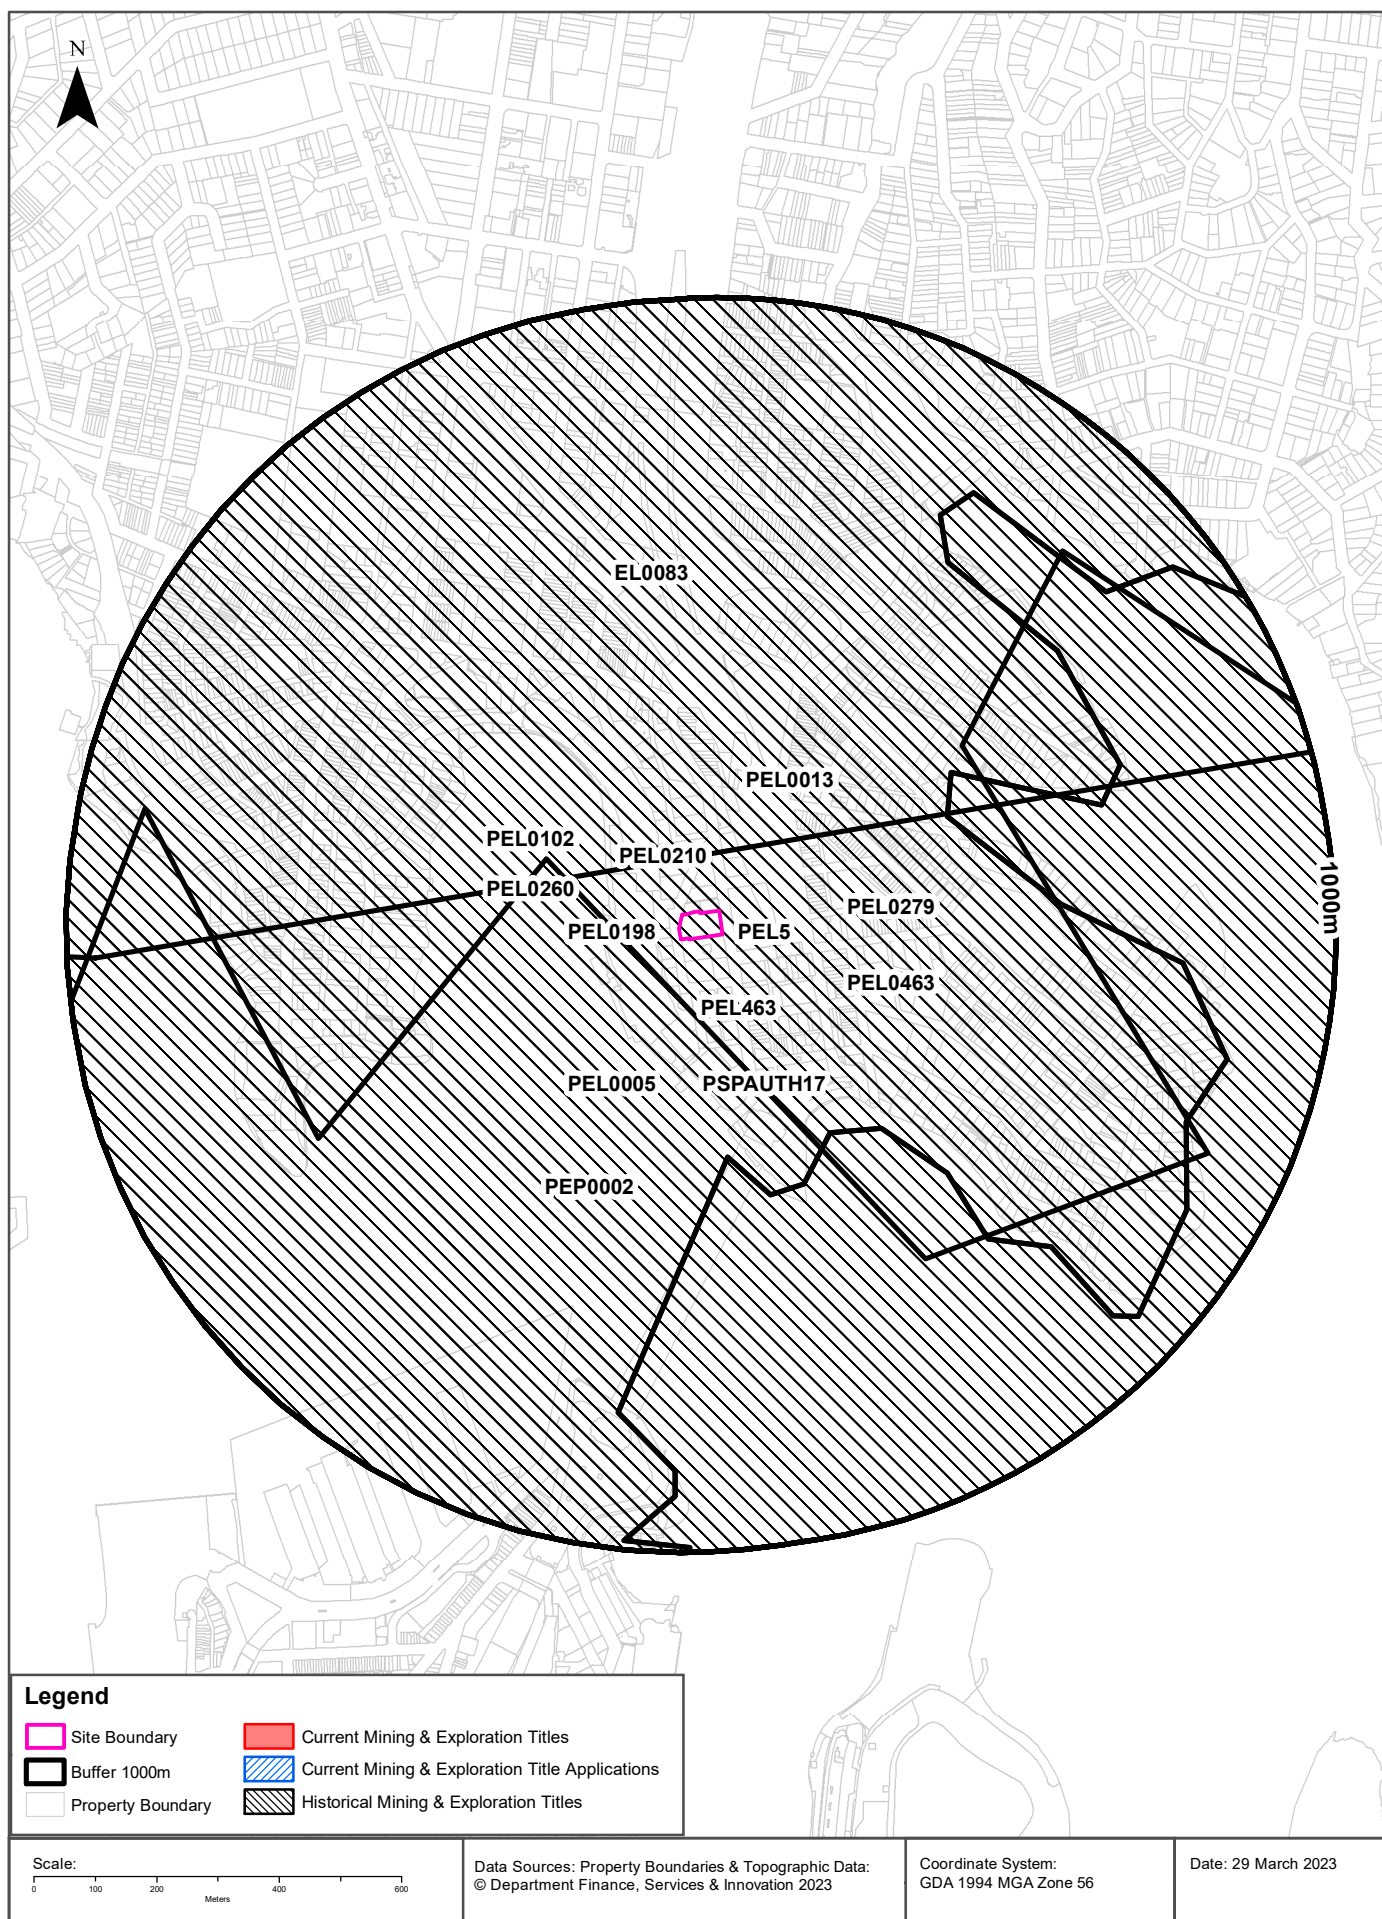 N
EL0083
PEL0013
PEL0102
PEL0210
PEL0260
1000m
PEL0279
PEL0198
PEL5
PEL0463
PEL463
PEL0005
PSPAUTH17
PEP0002
Legend
Site Boundary
Buffer 1000m
Property Boundary
Current Mining & Exploration Titles
Current Mining & Exploration Title Applications
Historical Mining & Exploration Titles
Scale:
0 100 200 400 600
Meters
Data Sources: Property Boundaries & Topographic Data:
© Department Finance, Services & Innovation 2023
Coordinate System:
GDA 1994 MGA Zone 56
Date: 29 March 2023